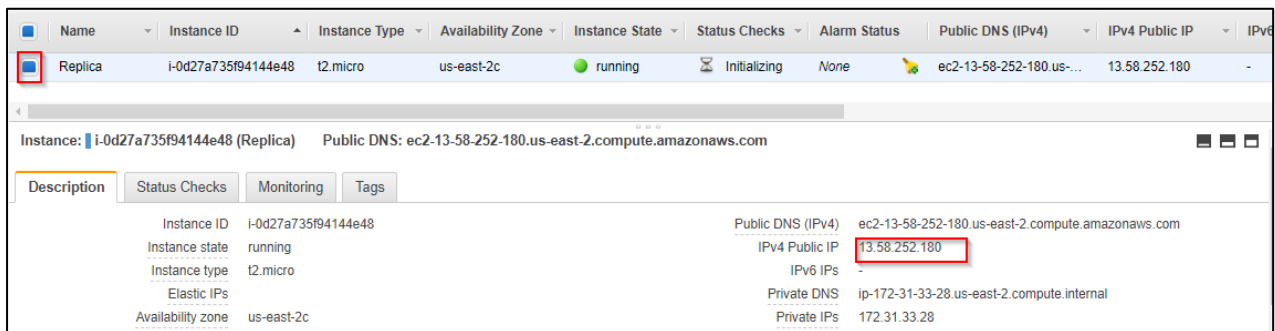 Name Instance ID Instance Type Availability Zone Instance State Status Checks Alarm Status Public DNS (IPv4) IPv4 Public IP IPv6
Replica i-0d27a735f94144e48 t2.micro us-east-2c running Initializing None ec2-13-58-252-180.us-... 13.58.252.180 -
Instance: i-0d27a735f94144e48 (Replica) Public DNS: ec2-13-58-252-180.us-east-2.compute.amazonaws.com
Description Status Checks Monitoring Tags
Instance ID i-0d27a735f94144e48 Public DNS (IPv4) ec2-13-58-252-180.us-east-2.compute.amazonaws.com
Instance state running IPv4 Public IP 13.58.252.180
Instance type t2.micro IPv6 IPs -
Elastic IPs Private DNS ip-172-31-33-28.us-east-2.compute.internal
Availability zone us-east-2c Private IPs 172.31.33.28